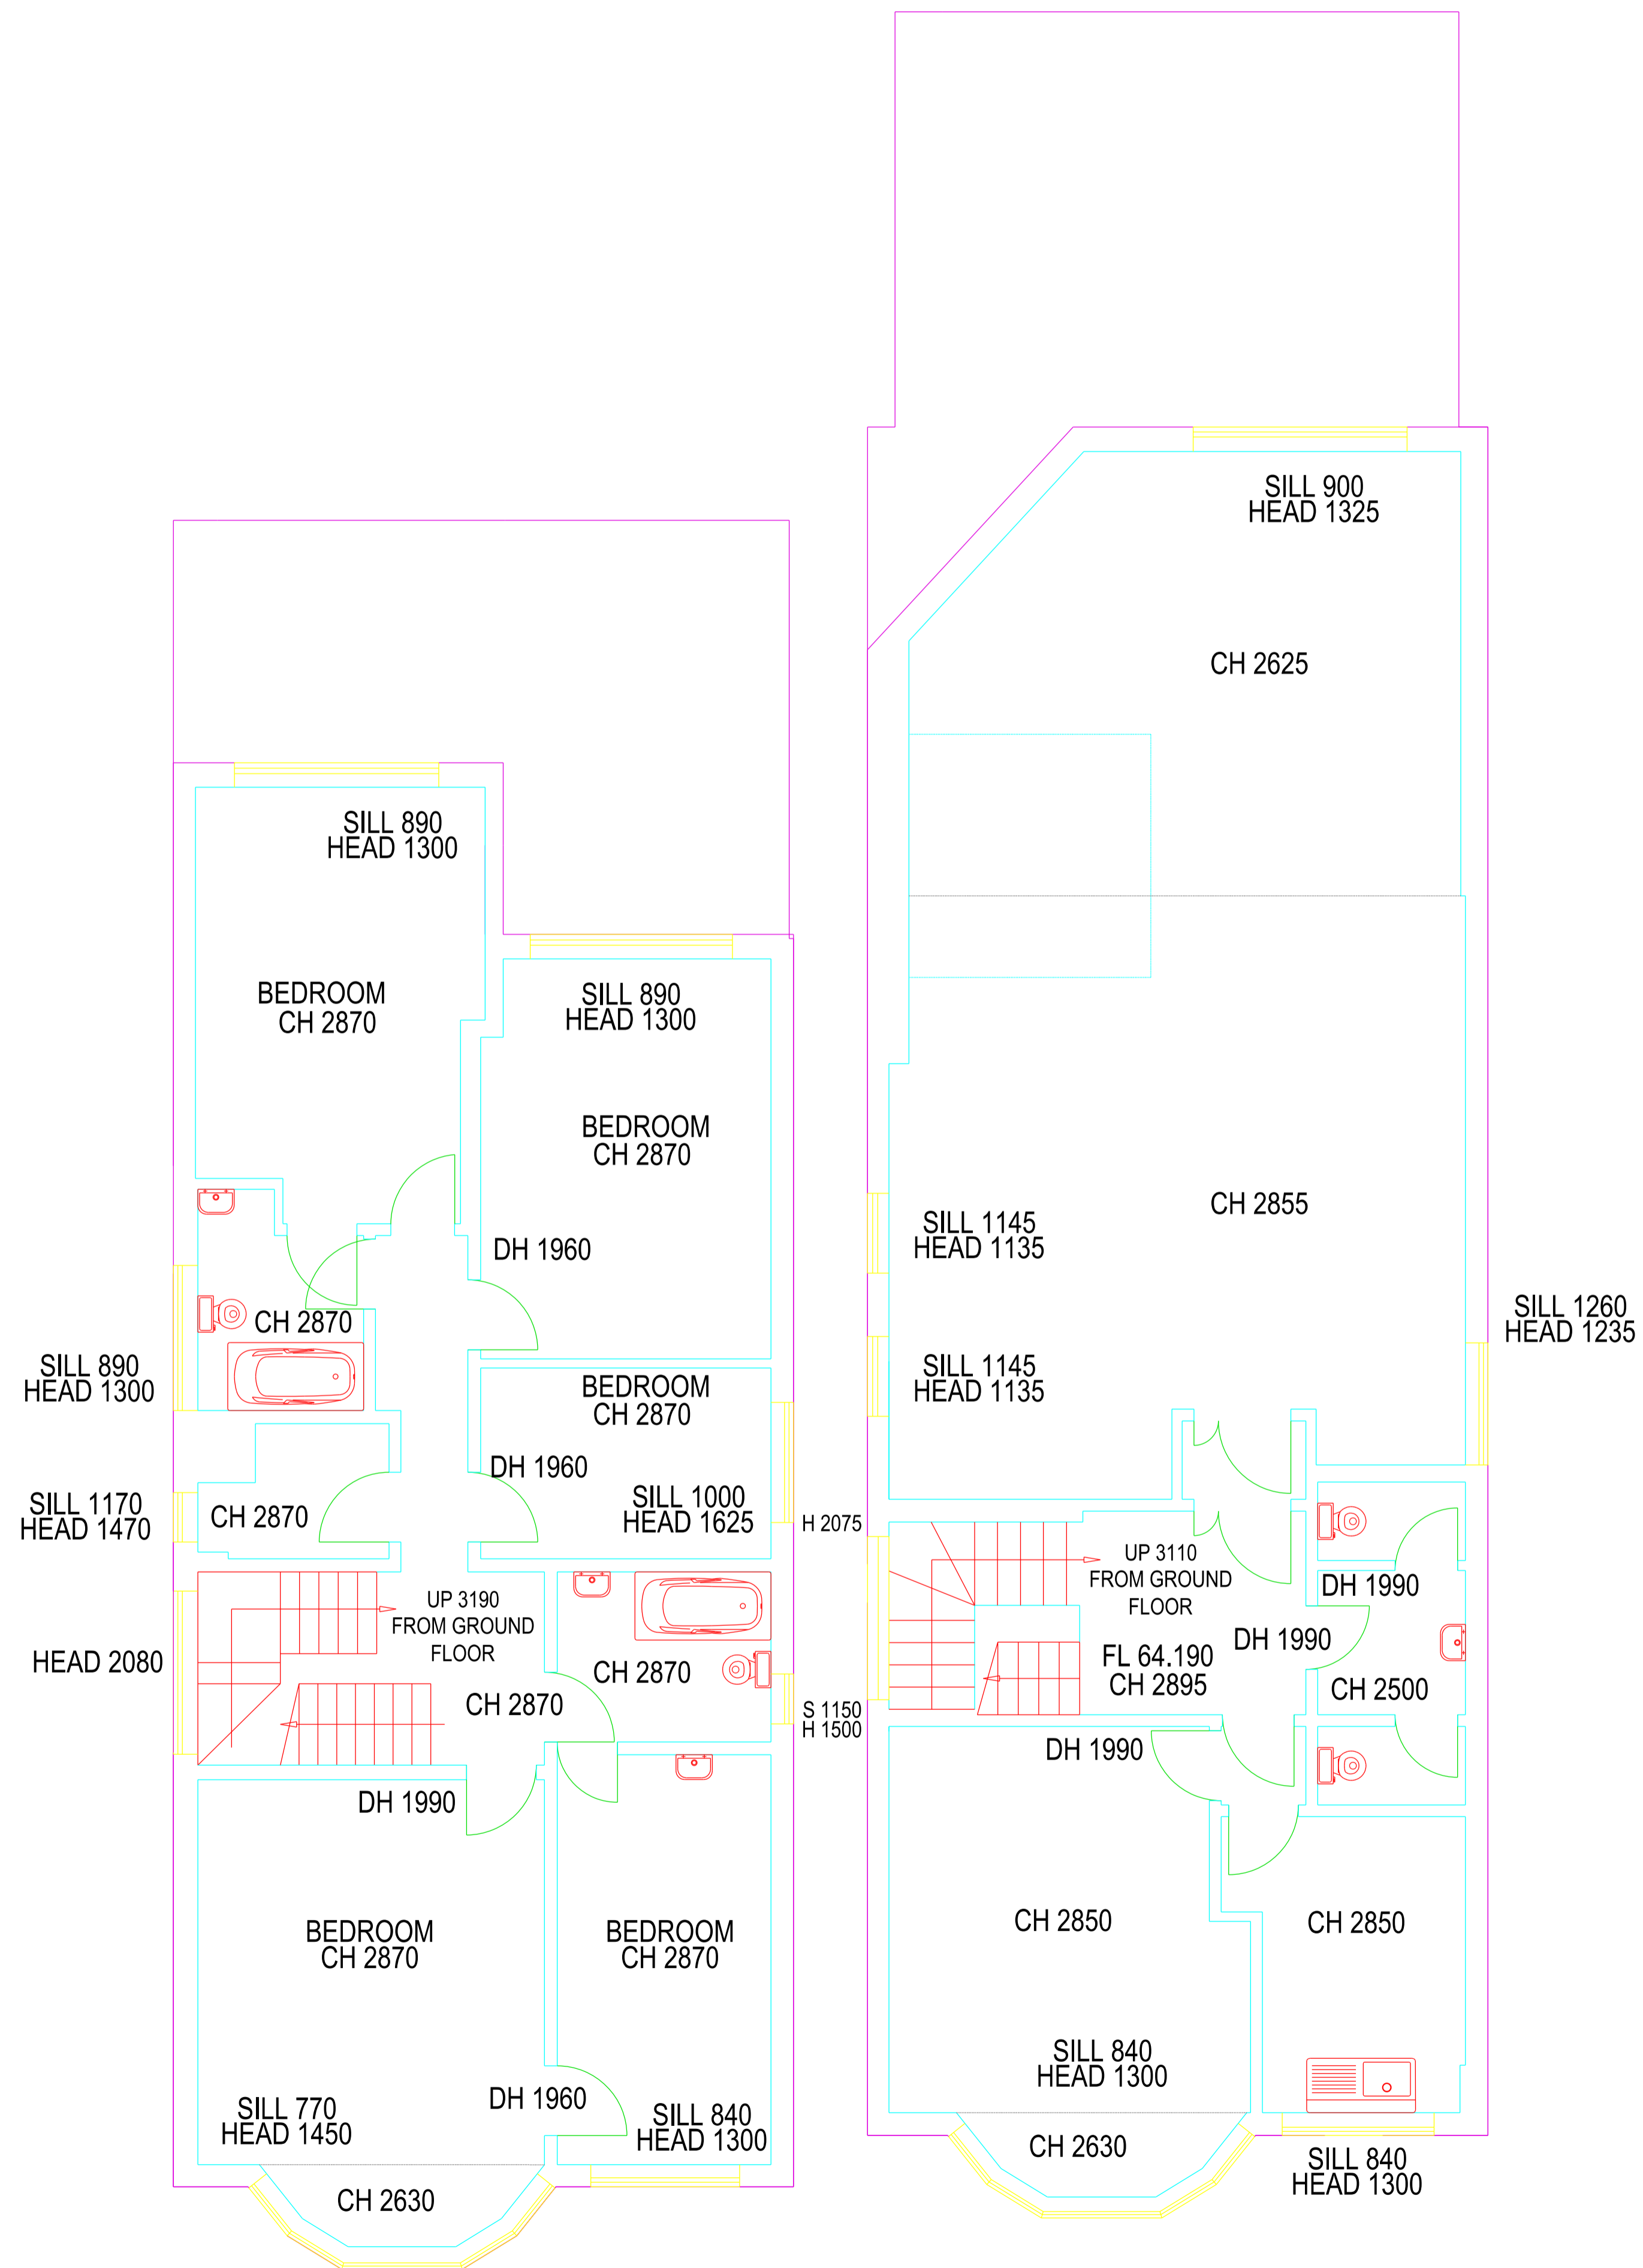 SILL 890
HEAD 1300
BEDROOM
CH 2870
SILL 890
HEAD 1300
BEDROOM
CH 2870
DH 1960
CH 2870
SILL 890
HEAD 1300
BEDROOM
CH 2870
DH 1960
SILL 1000
HEAD 1625
SILL 1170
HEAD 1470
CH 2870
H 2075
UP 3190
FROM GROUND
FLOOR
HEAD 2080
CH 2870
CH 2870
S 1150
H 1500
DH 1990
BEDROOM
CH 2870
BEDROOM
CH 2870
SILL 770
HEAD 1450
DH 1960
SILL 840
HEAD 1300
CH 2630
SILL 900
HEAD 1325
CH 2625
CH 2855
SILL 1145
HEAD 1135
SILL 1260
HEAD 1235
SILL 1145
HEAD 1135
UP 3110
FROM GROUND
FLOOR
DH 1990
DH 1990
FL 64.190
CH 2895
CH 2500
DH 1990
CH 2850
CH 2850
SILL 840
HEAD 1300
CH 2630
SILL 840
HEAD 1300